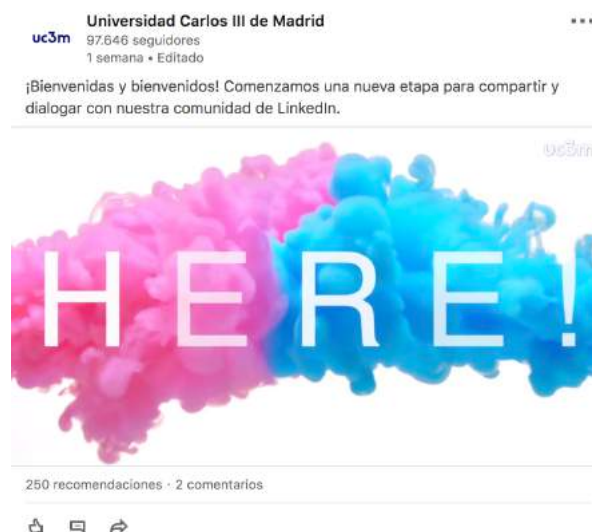 uc3m
Universidad Carlos III de Madrid
97.646 seguidores
1 semana • Editado
¡Bienvenidas y bienvenidos! Comenzamos una nueva etapa para compartir y
dialogar con nuestra comunidad de LinkedIn.
uc3m
HERE!
250 recomendaciones · 2 comentarios